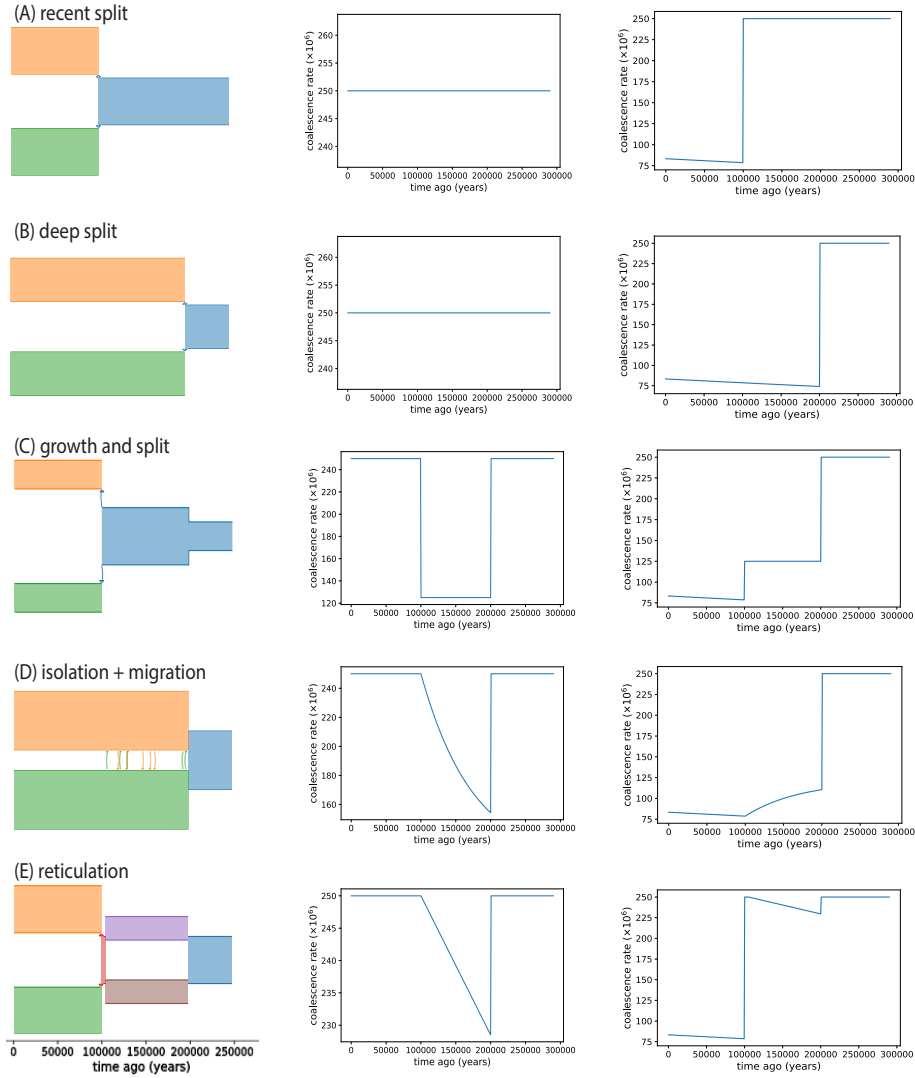 (A) recent split
coalescence rate (×10⁶)
260
255
250
245
240
0 50000 100000 150000 200000 250000 300000
time ago (years)
coalescence rate (×10⁶)
250
225
200
175
150
125
100
75
0 50000 100000 150000 200000 250000 300000
time ago (years)
(B) deep split
coalescence rate (×10⁶)
260
255
250
245
240
0 50000 100000 150000 200000 250000 300000
time ago (years)
coalescence rate (×10⁶)
250
225
200
175
150
125
100
75
0 50000 100000 150000 200000 250000 300000
time ago (years)
(C) growth and split
coalescence rate (×10⁶)
240
220
200
180
160
140
120
0 50000 100000 150000 200000 250000 300000
time ago (years)
coalescence rate (×10⁶)
250
225
200
175
150
125
100
75
0 50000 100000 150000 200000 250000 300000
time ago (years)
(D) isolation + migration
coalescence rate (×10⁶)
240
220
200
180
160
0 50000 100000 150000 200000 250000 300000
time ago (years)
coalescence rate (×10⁶)
250
225
200
175
150
125
100
75
0 50000 100000 150000 200000 250000 300000
time ago (years)
(E) reticulation
coalescence rate (×10⁶)
250
245
240
235
230
0 50000 100000 150000 200000 250000 300000
time ago (years)
coalescence rate (×10⁶)
250
225
200
175
150
125
100
75
0 50000 100000 150000 200000 250000 300000
time ago (years)
0 50000 100000 150000 200000 250000
time ago (years)